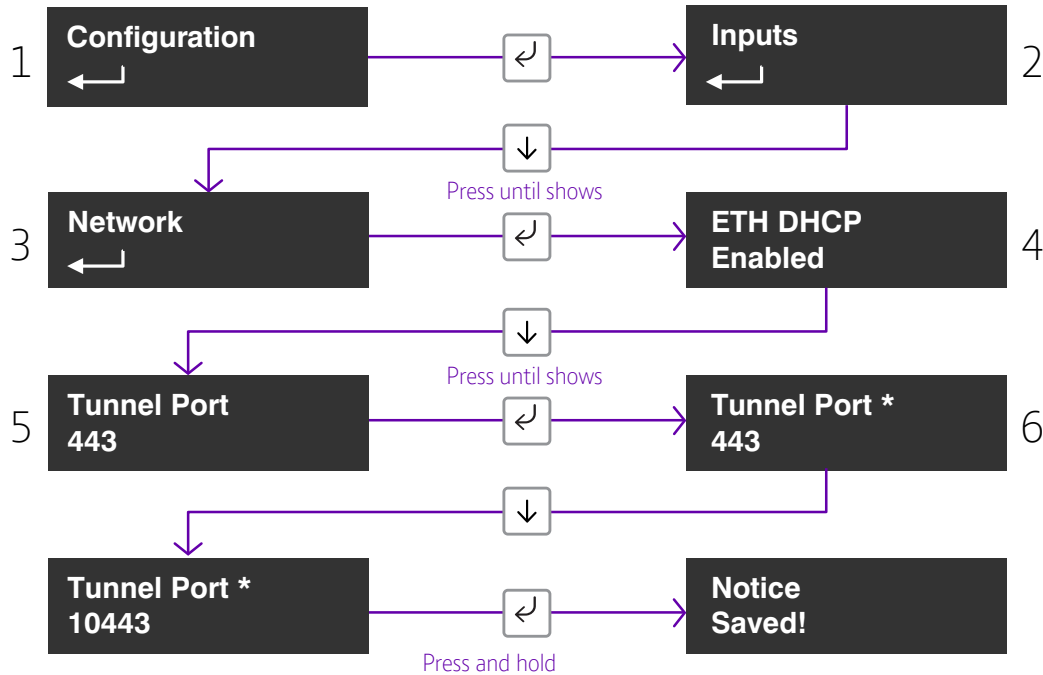 1
Configuration
Inputs
2
Press until shows
3
Network
ETH DHCP
Enabled
4
Press until shows
5
Tunnel Port
443
Tunnel Port *
443
6
Tunnel Port *
10443
Notice
Saved!
Press and hold